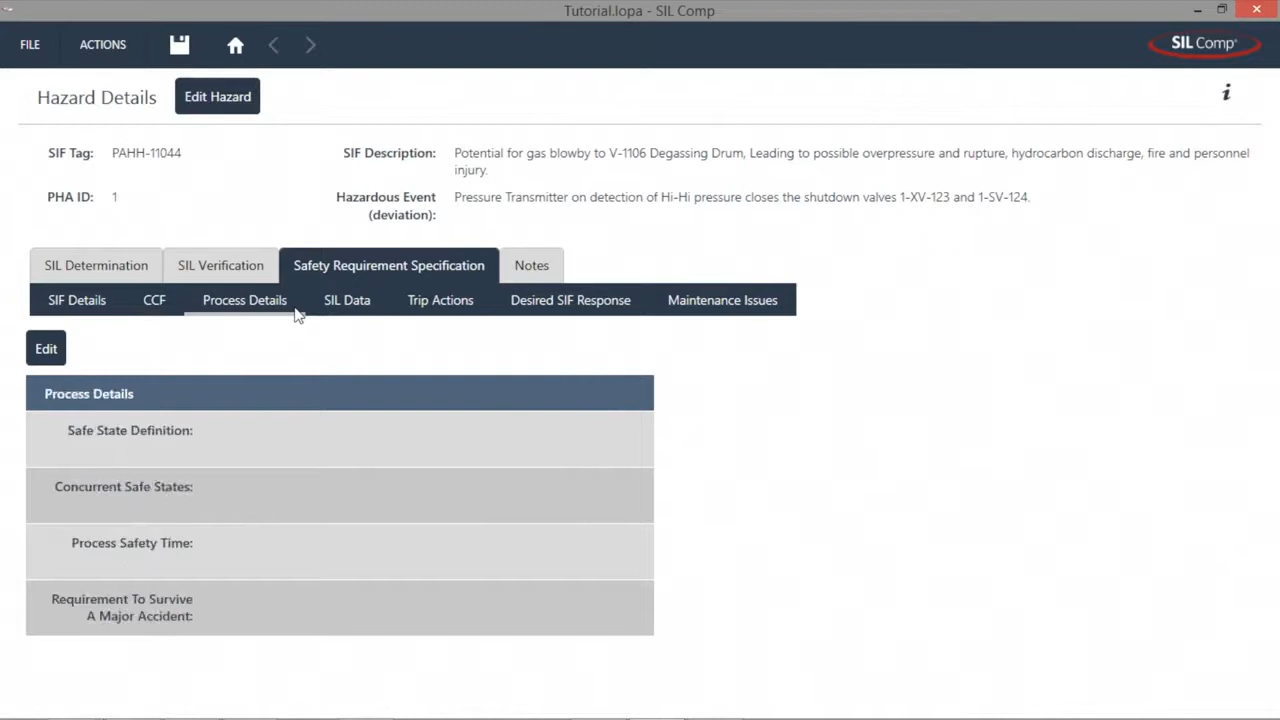 Tutorial.lopa - SIL Comp
FILE
ACTIONS
SIL Comp®
Hazard Details
Edit Hazard
i
SIF Tag: PAHH-11044
SIF Description: Potential for gas blowby to V-1106 Degassing Drum, Leading to possible overpressure and rupture, hydrocarbon discharge, fire and personnel
injury.
PHA ID: 1
Hazardous Event Pressure Transmitter on detection of Hi-Hi pressure closes the shutdown valves 1-XV-123 and 1-SV-124.
(deviation):
SIL Determination SIL Verification Safety Requirement Specification Notes
SIF Details CCF Process Details SIL Data Trip Actions Desired SIF Response Maintenance Issues
Edit
Process Details
Safe State Definition:
Concurrent Safe States:
Process Safety Time:
Requirement To Survive
A Major Accident: